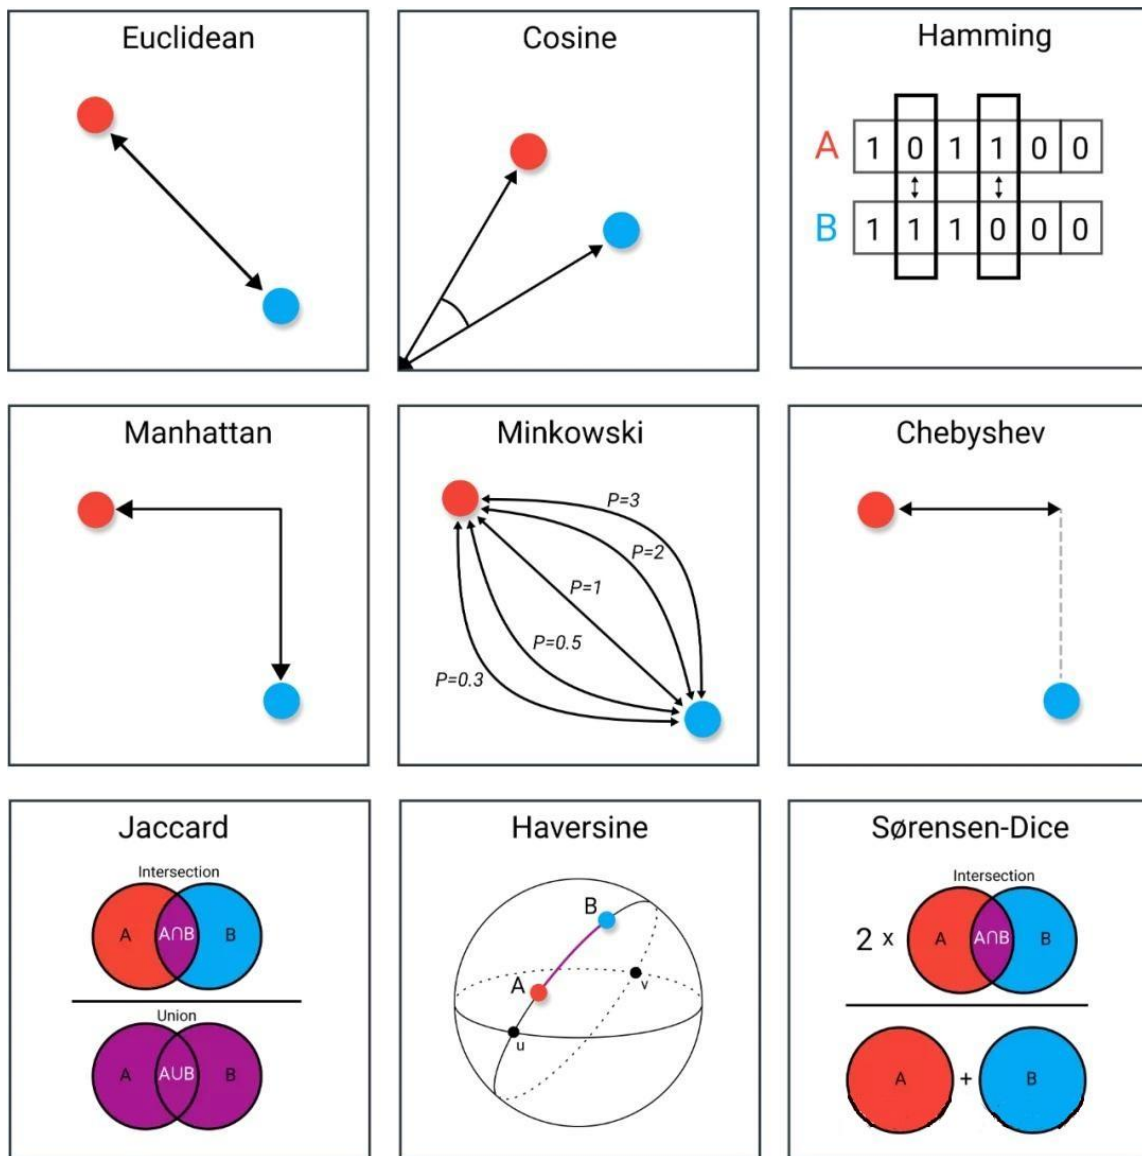 Euclidean
Cosine
Hamming
A 1 0 1 1 0 0
B 1 1 1 0 0 0
Manhattan
Minkowski
P=3
P=2
P=1
P=0.5
P=0.3
Chebyshev
Jaccard
Intersection
A A∩B B
Union
A A∪B B
Haversine
B
A
v
u
Sørensen-Dice
Intersection
2 x A A∩B B
A + B